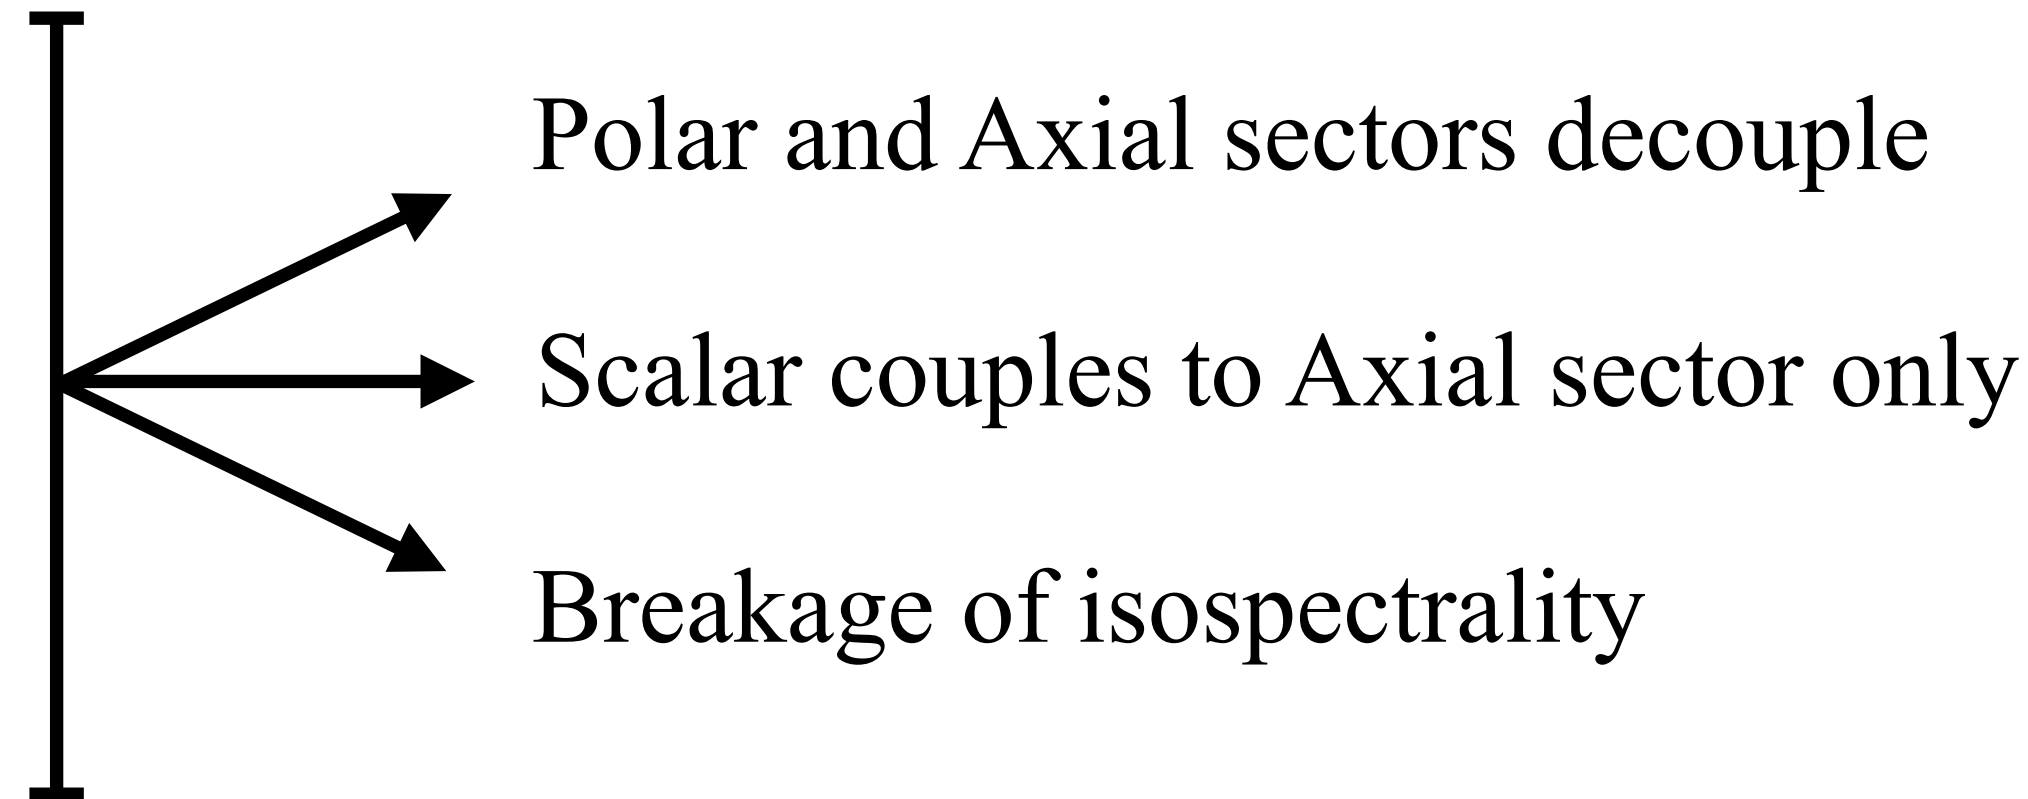 Polar and Axial sectors decouple
Scalar couples to Axial sector only
Breakage of isospectrality